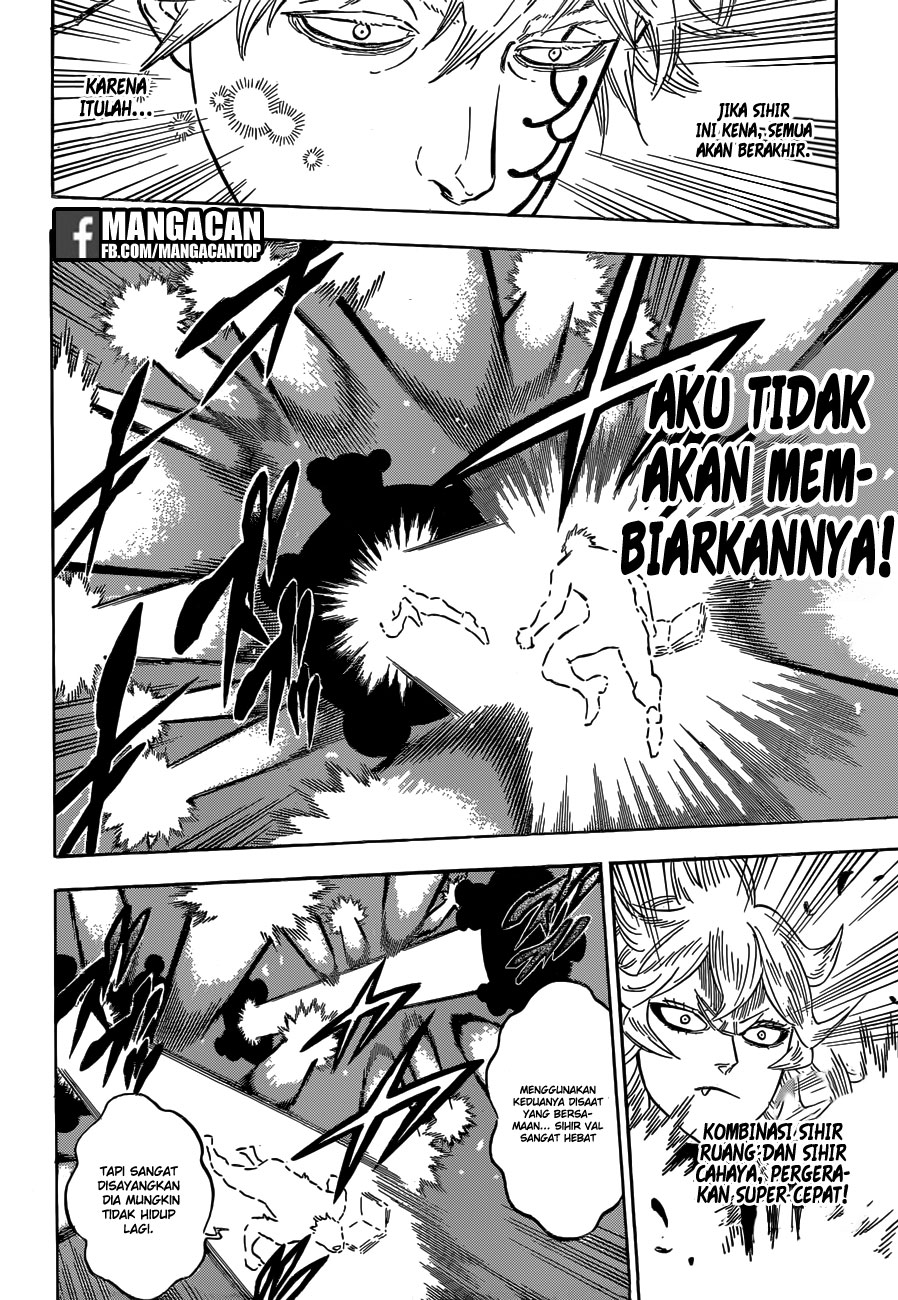 KARENA
ITULAH...
JIKA SIHIR
INI KENA, SEMUA
AKAN BERAKHIR.
f MANGACAN
FB.COM/MANGACANTOP
AKU TIDAK
AKAN MEM-
BIARKANNYA!
KOMBINASI SIHIR
RUANG DAN SIHIR
CAHAYA, PERGERA-
KAN SUPER CEPAT!
MENGGUNAKAN
KEDUANYA DISAAT
YANG BERSA-
MAAN... SIHIR VAL
SANGAT HEBAT
TAPI SANGAT
DISAYANGKAN
DIA MUNGKIN
TIDAK HIDUP
LAGI.